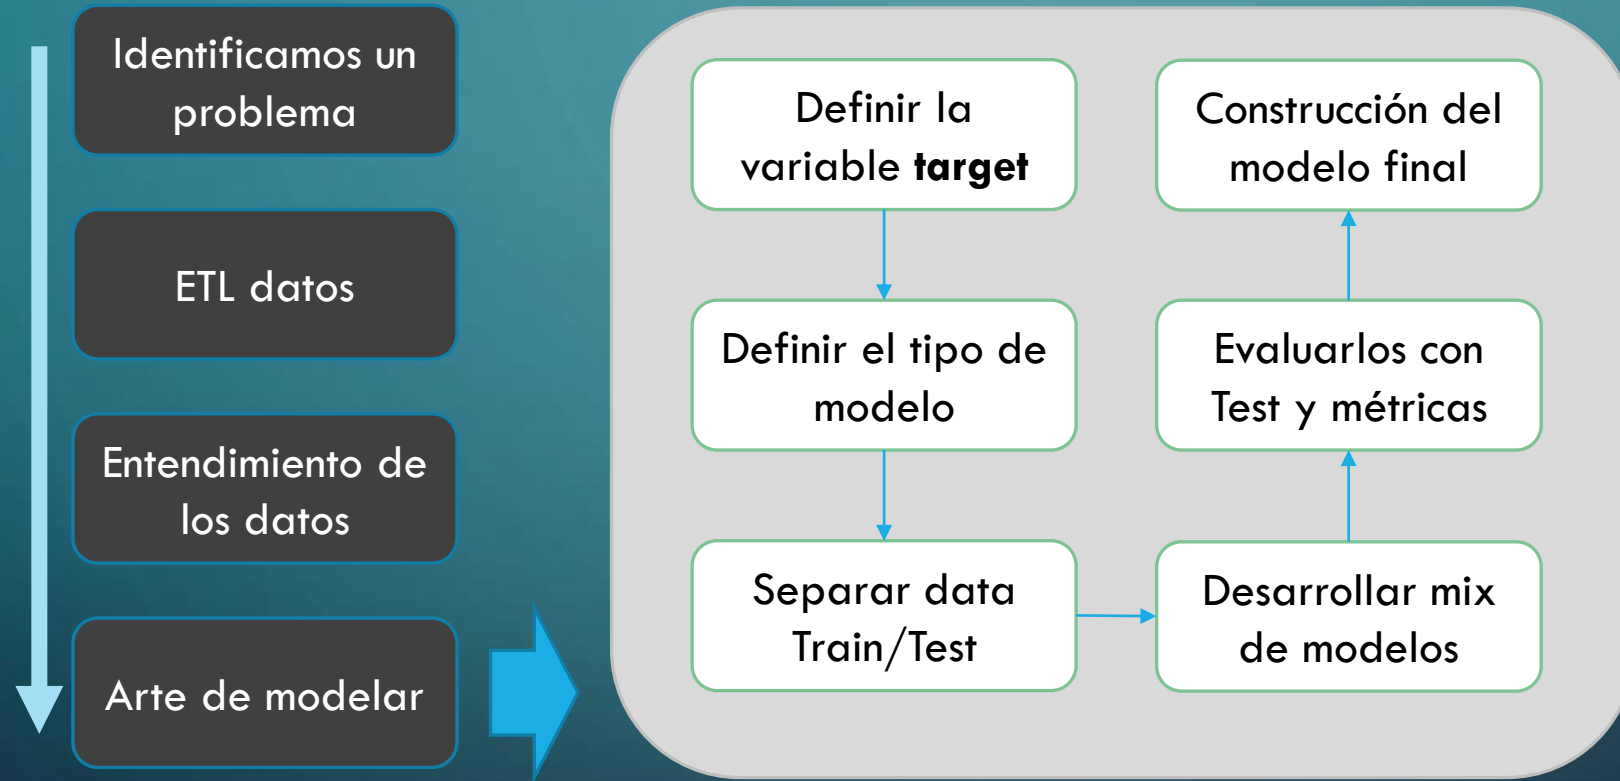 Identificamos un
problema
ETL datos
Entendimiento de
los datos
Arte de modelar
Definir la
variable target
Definir el tipo de
modelo
Separar data
Train/Test
Desarrollar mix
de modelos
Evaluarlos con
Test y métricas
Construcción del
modelo final